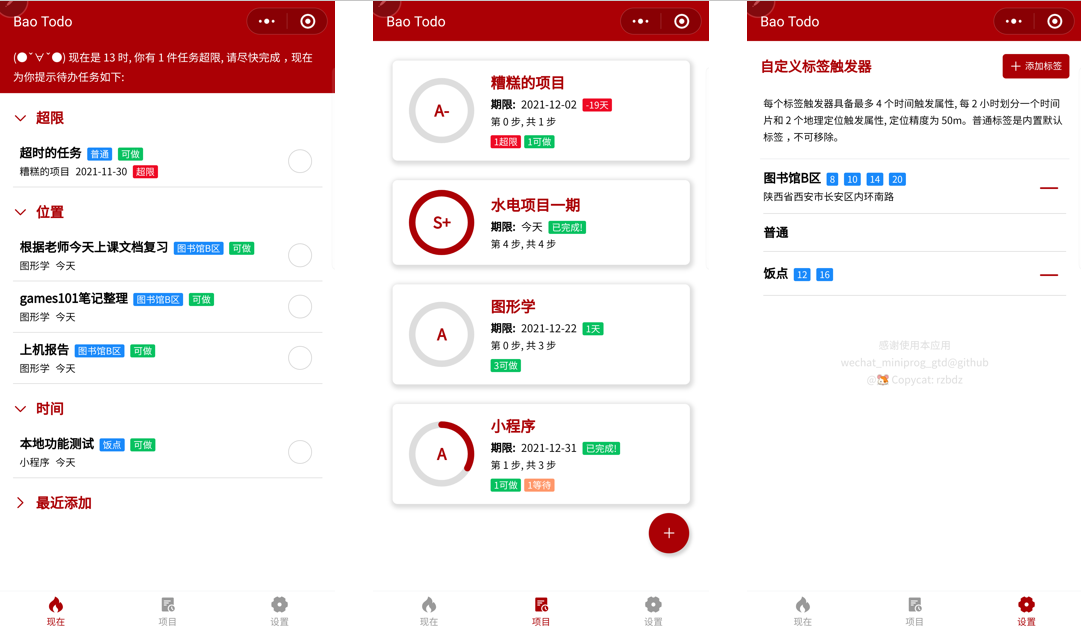 Bao Todo
(●ˇ∀ˇ●) 现在是 13 时, 你有 1 件任务超限, 请尽快完成，现在
为你提示待办任务如下:
超限
超时的任务 普通 可做
糟糕的项目 2021-11-30 超限
位置
根据老师今天上课文档复习 图书馆B区 可做
图形学 今天
games101笔记整理 图书馆B区 可做
图形学 今天
上机报告 图书馆B区 可做
图形学 今天
时间
本地功能测试 饭点 可做
小程序 今天
最近添加
现在 项目 设置
Bao Todo
A-
糟糕的项目
期限: 2021-12-02 -19天
第 0 步, 共 1 步
1超限 1可做
S+
水电项目一期
期限: 今天 已完成!
第 4 步, 共 4 步
A
图形学
期限: 2021-12-22 1天
第 0 步, 共 3 步
3可做
A
小程序
期限: 2021-12-31 已完成!
第 1 步, 共 3 步
1可做 1等待
现在 项目 设置
Bao Todo
自定义标签触发器
添加标签
每个标签触发器具备最多 4 个时间触发属性, 每 2 小时划分一个时间
片和 2 个地理定位触发属性, 定位精度为 50m。普通标签是内置默认
标签，不可移除。
图书馆B区 8 10 14 20
陕西省西安市长安区内环南路
普通
饭点 12 16
感谢使用本应用
wechat_miniprog_gtd@github
@🐹 Copycat: rzbdz
现在 项目 设置